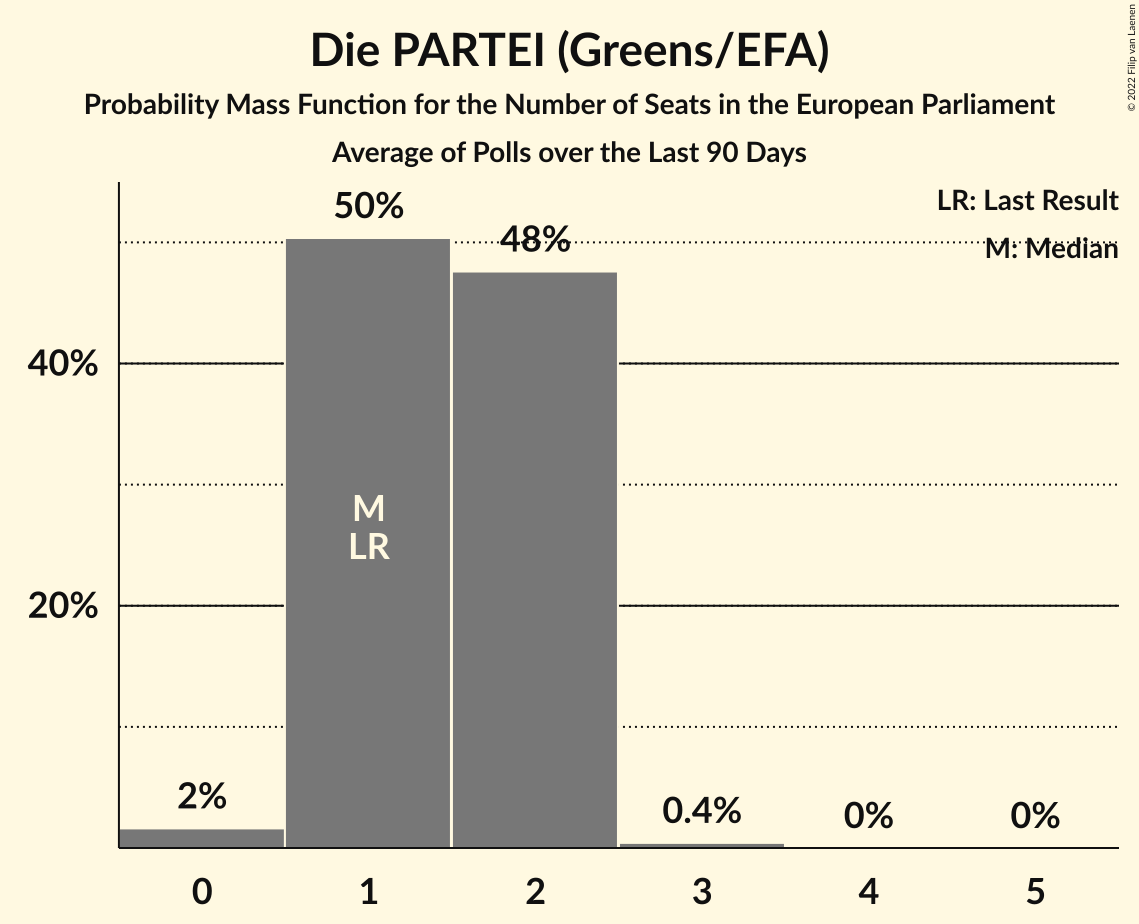 Die PARTEI (Greens/EFA)
Probability Mass Function for the Number of Seats in the European Parliament
Average of Polls over the Last 90 Days
© 2022 Filip van Laenen
LR: Last Result
M: Median
50%
48%
40%
M
LR
20%
2%
0.4%
0%
0%
0
1
2
3
4
5